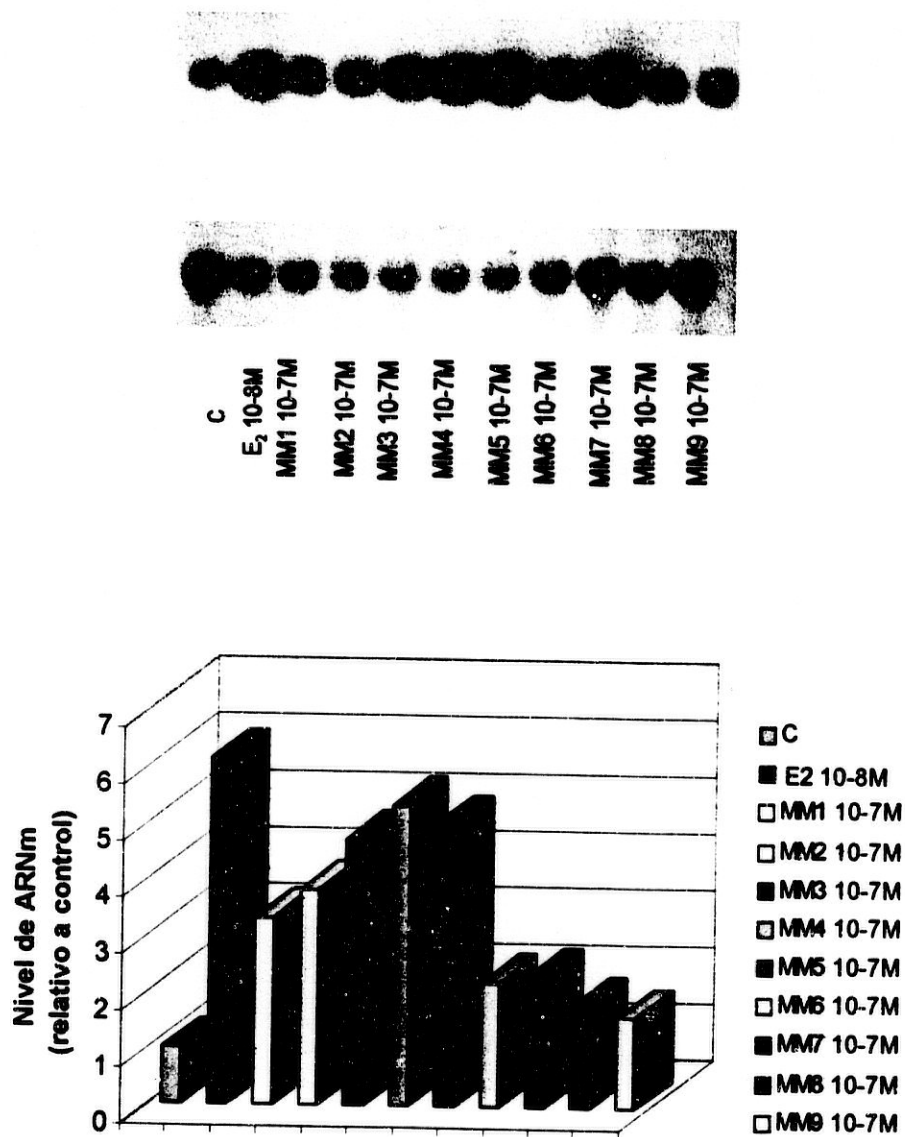 C
E₂ 10-8M
MM1 10-7M
MM2 10-7M
MM3 10-7M
MM4 10-7M
MM5 10-7M
MM6 10-7M
MM7 10-7M
MM8 10-7M
MM9 10-7M
Nivel de ARNm
(relativo a control)
7
6
5
4
3
2
1
0
C
E2 10-8M
MM1 10-7M
MM2 10-7M
MM3 10-7M
MM4 10-7M
MM5 10-7M
MM6 10-7M
MM7 10-7M
MM8 10-7M
MM9 10-7M